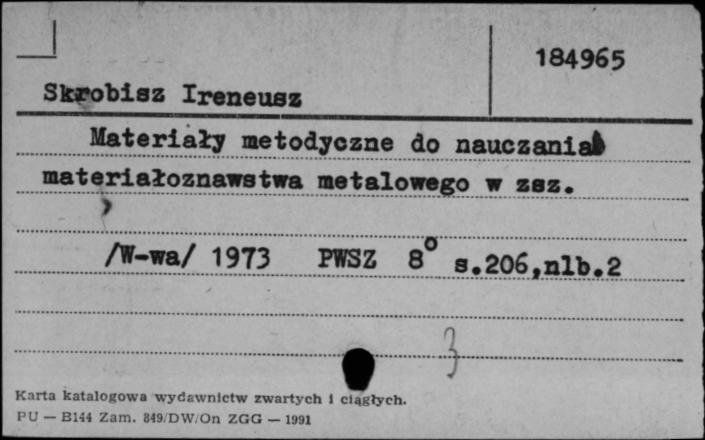 184965
Skrobisz Ireneusz
Materiały metodyczne do nauczania
materiałoznawstwa metalowego w zsz.
/W-wa/ 1973 PWSZ 8° s.206,nlb.2
3
Karta katalogowa wydawnictw zwartych i ciągłych.
PU — B144 Zam. 849/DW/On ZGG — 1991